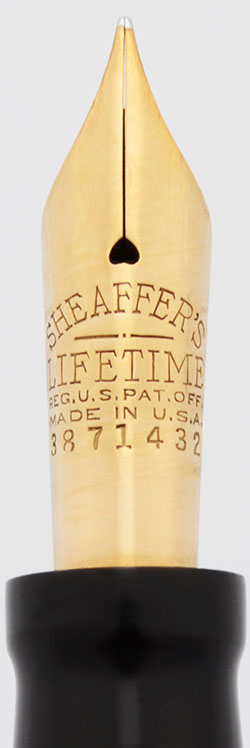 SHEAFFER'S
LIFETIME
REG.U.S.PAT.OFF.
MADE IN U.S.A.
3871432